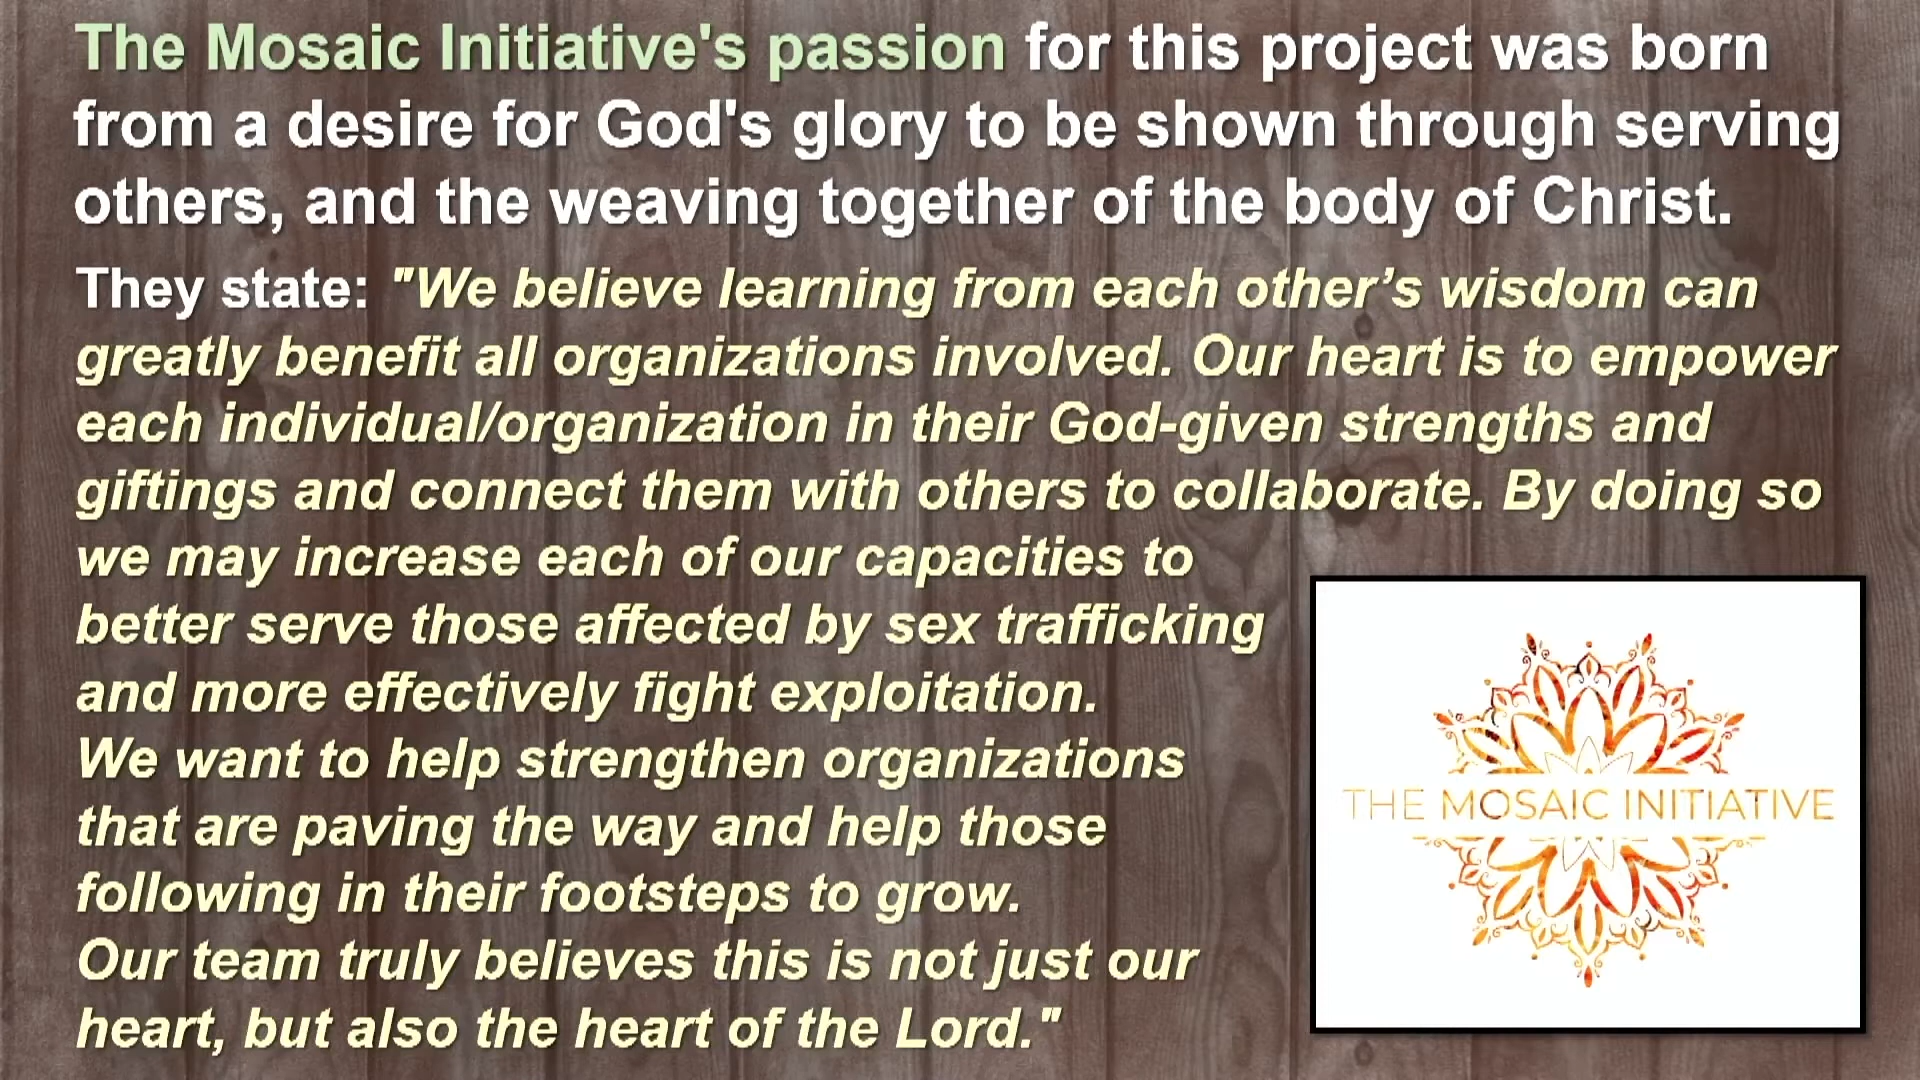 The Mosaic Initiative's passion for this project was born
from a desire for God's glory to be shown through serving
others, and the weaving together of the body of Christ.
They state: "We believe learning from each other’s wisdom can
greatly benefit all organizations involved. Our heart is to empower
each individual/organization in their God-given strengths and
giftings and connect them with others to collaborate. By doing so
we may increase each of our capacities to
better serve those affected by sex trafficking
and more effectively fight exploitation.
We want to help strengthen organizations
that are paving the way and help those
following in their footsteps to grow.
Our team truly believes this is not just our
heart, but also the heart of the Lord."
THE MOSAIC INITIATIVE